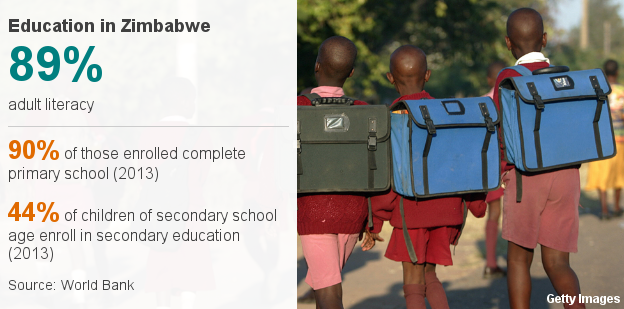 Education in Zimbabwe
89%
adult literacy
90% of those enrolled complete
primary school (2013)
44% of children of secondary school
age enroll in secondary education
(2013)
Source: World Bank
Getty Images